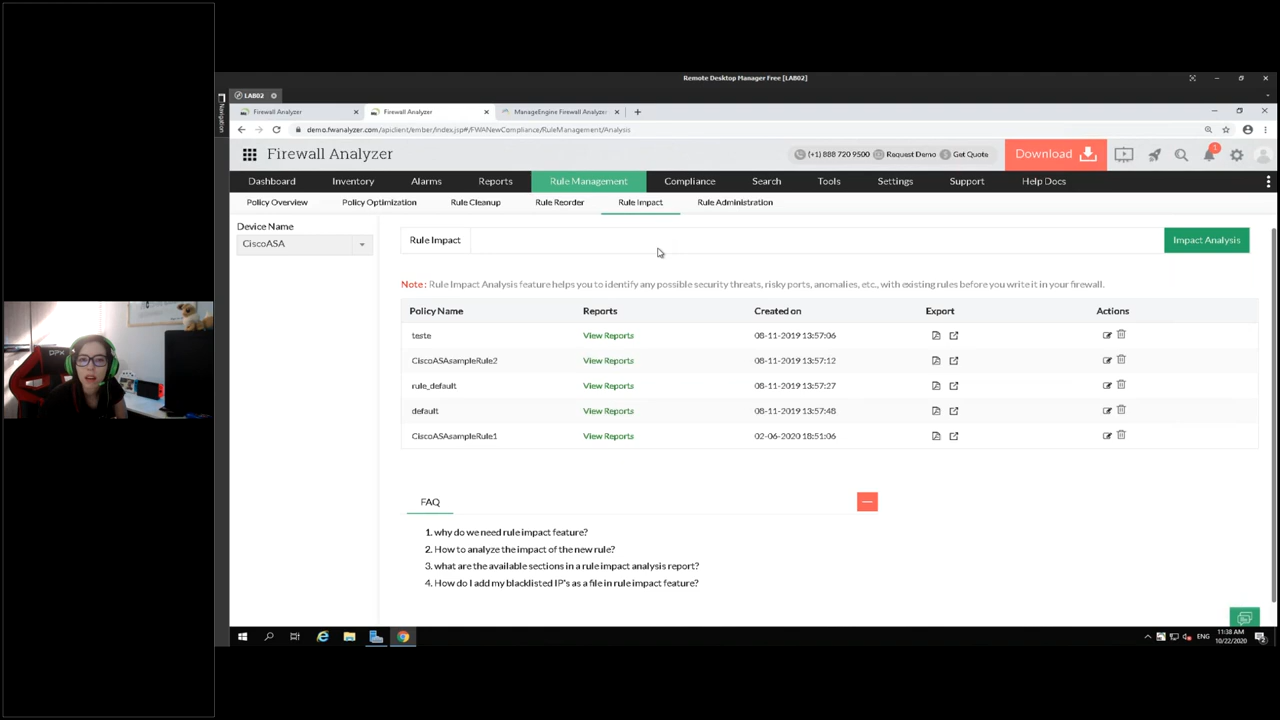 Remote Desktop Manager Free [LAB02]
LAB02
Navigation
Firewall Analyzer
Firewall Analyzer
ManageEngine Firewall Analyzer
demo.fwanalyzer.com/apiclient/ember/index.jsp#/FWANewCompliance/RuleManagement/Analysis
Firewall Analyzer
(+1) 888 720 9500 Request Demo Get Quote
Download
1
Dashboard Inventory Alarms Reports Rule Management Compliance Search Tools Settings Support Help Docs
Policy Overview Policy Optimization Rule Cleanup Rule Reorder Rule Impact Rule Administration
Device Name
CiscoASA
Rule Impact
Impact Analysis
Note : Rule Impact Analysis feature helps you to identify any possible security threats, risky ports, anomalies, etc., with existing rules before you write it in your firewall.
Policy Name Reports Created on Export Actions
teste View Reports 08-11-2019 13:57:06
CiscoASAsampleRule2 View Reports 08-11-2019 13:57:12
rule_default View Reports 08-11-2019 13:57:27
default View Reports 08-11-2019 13:57:48
CiscoASAsampleRule1 View Reports 02-06-2020 18:51:06
FAQ
1. why do we need rule impact feature?
2. How to analyze the impact of the new rule?
3. what are the available sections in a rule impact analysis report?
4. How do I add my blacklisted IP's as a file in rule impact feature?
ENG
11:38 AM
10/22/2020
DPX